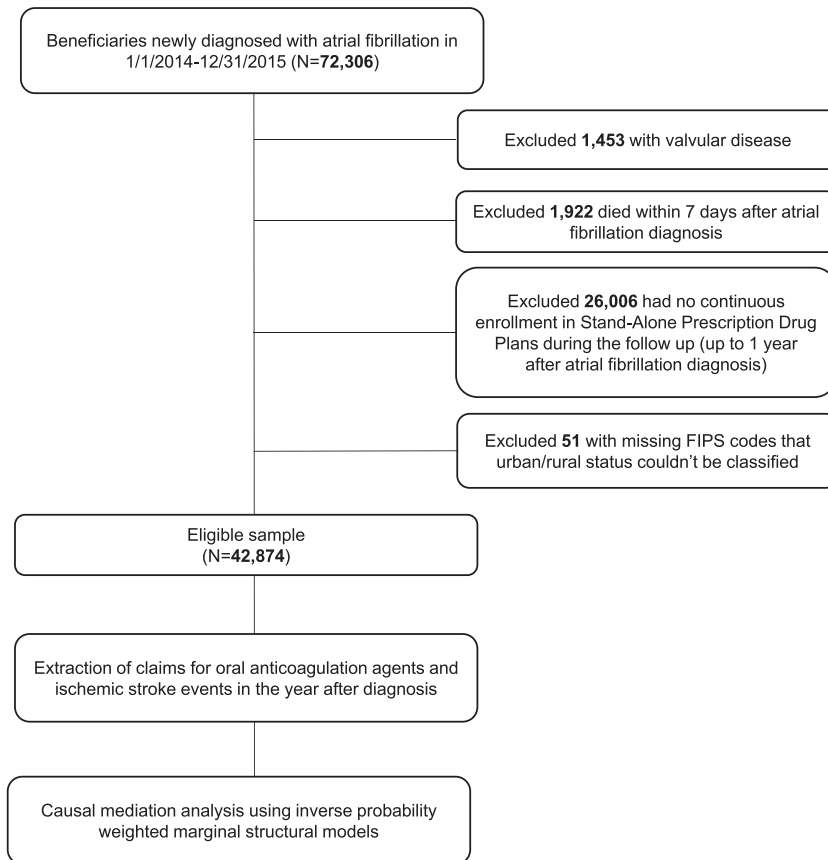 Beneficiaries newly diagnosed with atrial fibrillation in
1/1/2014-12/31/2015 (N=72,306)
Excluded 1,453 with valvular disease
Excluded 1,922 died within 7 days after atrial
fibrillation diagnosis
Excluded 26,006 had no continuous
enrollment in Stand-Alone Prescription Drug
Plans during the follow up (up to 1 year
after atrial fibrillation diagnosis)
Excluded 51 with missing FIPS codes that
urban/rural status couldn’t be classified
Eligible sample
(N=42,874)
Extraction of claims for oral anticoagulation agents and
ischemic stroke events in the year after diagnosis
Causal mediation analysis using inverse probability
weighted marginal structural models